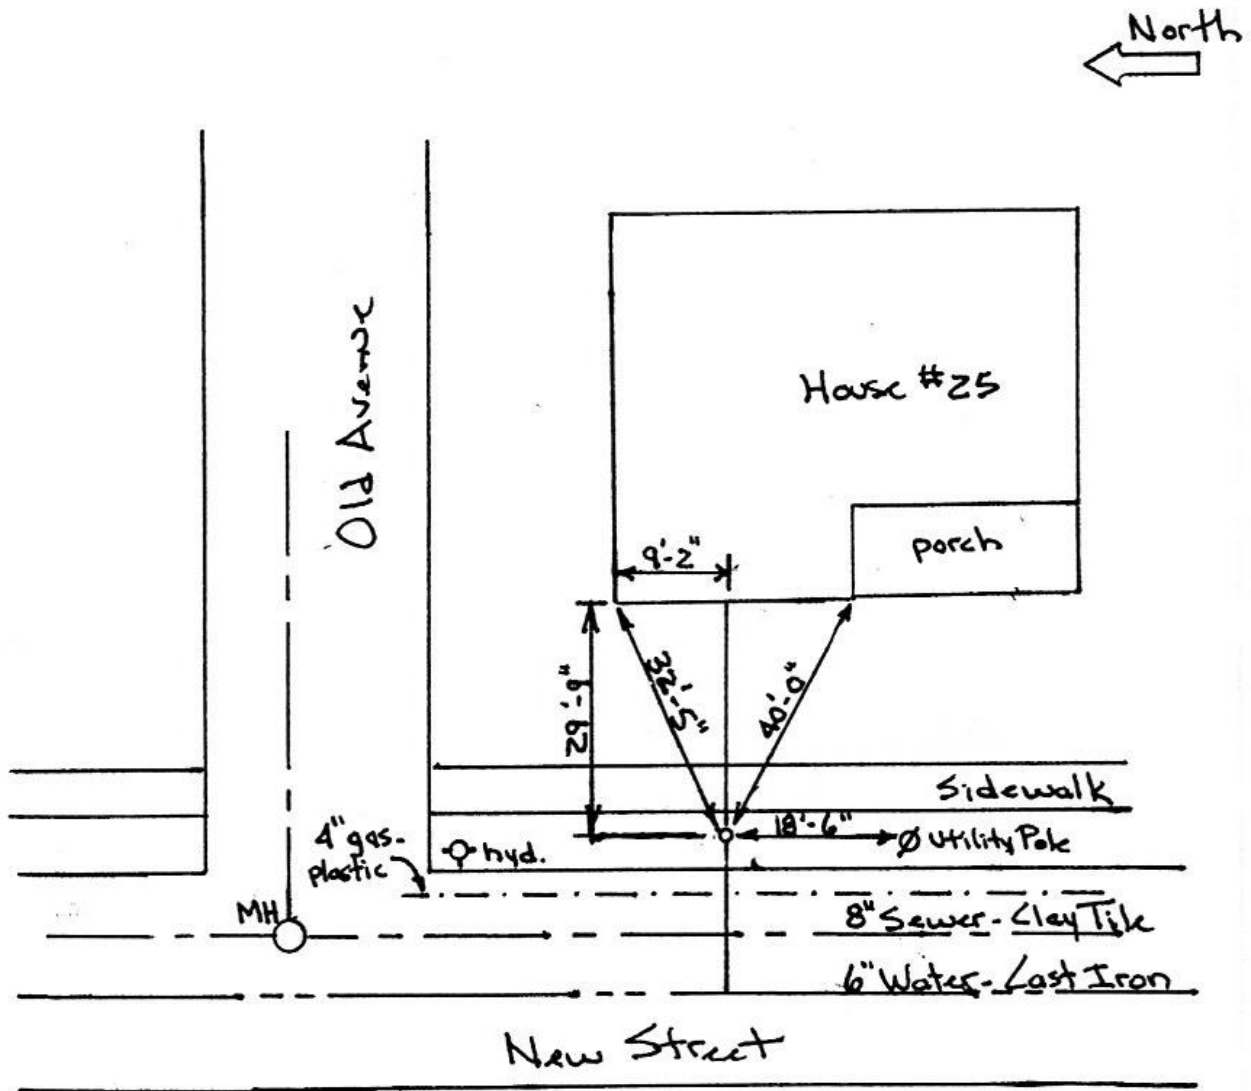 North
Old Avenue
House #25
porch
9'-2"
29'-9"
32'-5"
40'-0"
Sidewalk
18'-6"
Utility Pole
hyd.
4" gas-
plastic
MH
8" Sewer-Clay Tile
6" Water-Cast Iron
New Street